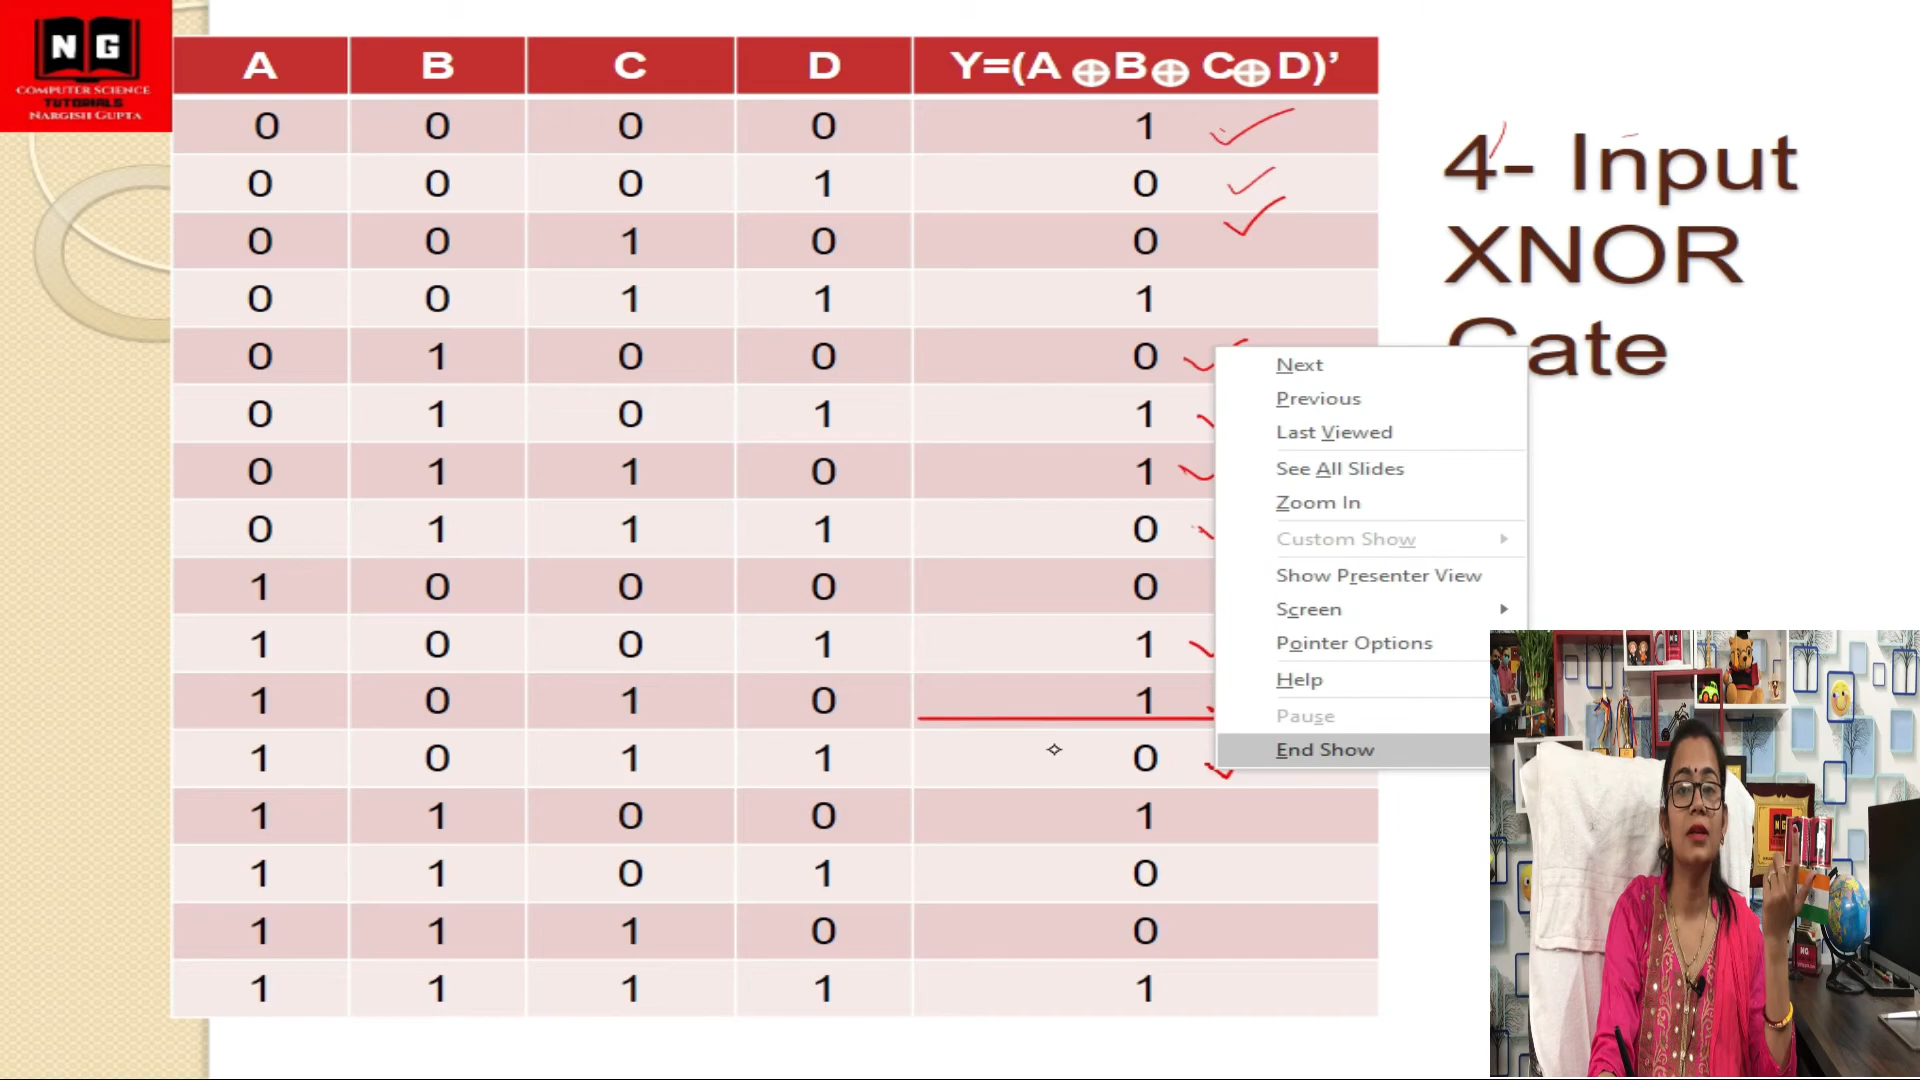 N G
COMPUTER SCIENCE
TUTORIALS
NARGISH GUPTA
A B C D Y=(A ⊕B⊕ C⊕D)’
0 0 0 0 1
0 0 0 1 0
0 0 1 0 0
0 0 1 1 1
0 1 0 0 0
0 1 0 1 1
0 1 1 0 1
0 1 1 1 0
1 0 0 0 0
1 0 0 1 1
1 0 1 0 1
1 0 1 1 0
1 1 0 0 1
1 1 0 1 0
1 1 1 0 0
1 1 1 1 1
4- Input
XNOR
Gate
Next
Previous
Last Viewed
See All Slides
Zoom In
Custom Show
Show Presenter View
Screen
Pointer Options
Help
Pause
End Show
NG
NG